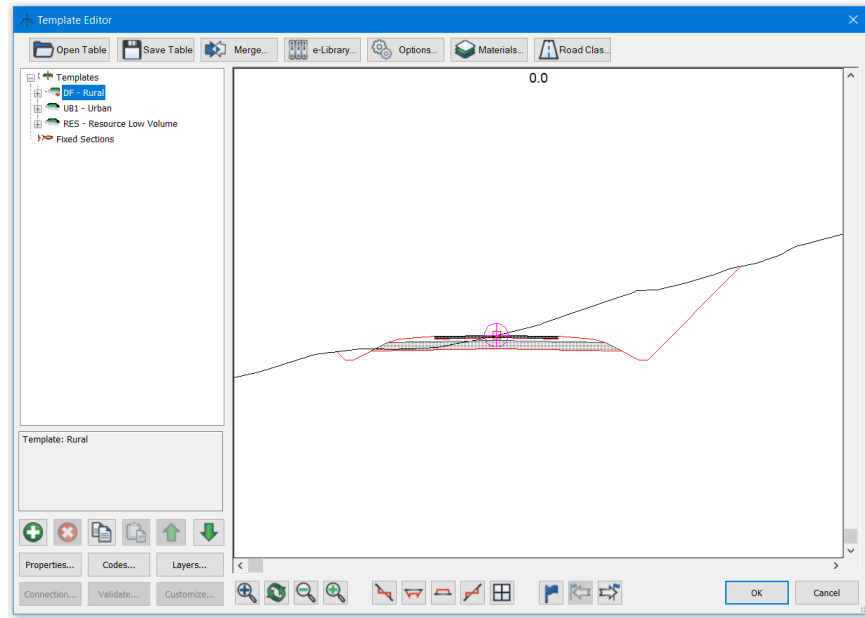 Template Editor
Open Table Save Table Merge... e-Library... Options... Materials... Road Clas...
0.0
Templates
DF - Rural
UB1 - Urban
RES - Resource Low Volume
Fixed Sections
Template: Rural
Properties... Codes... Layers...
Connection... Validate... Customize...
OK Cancel